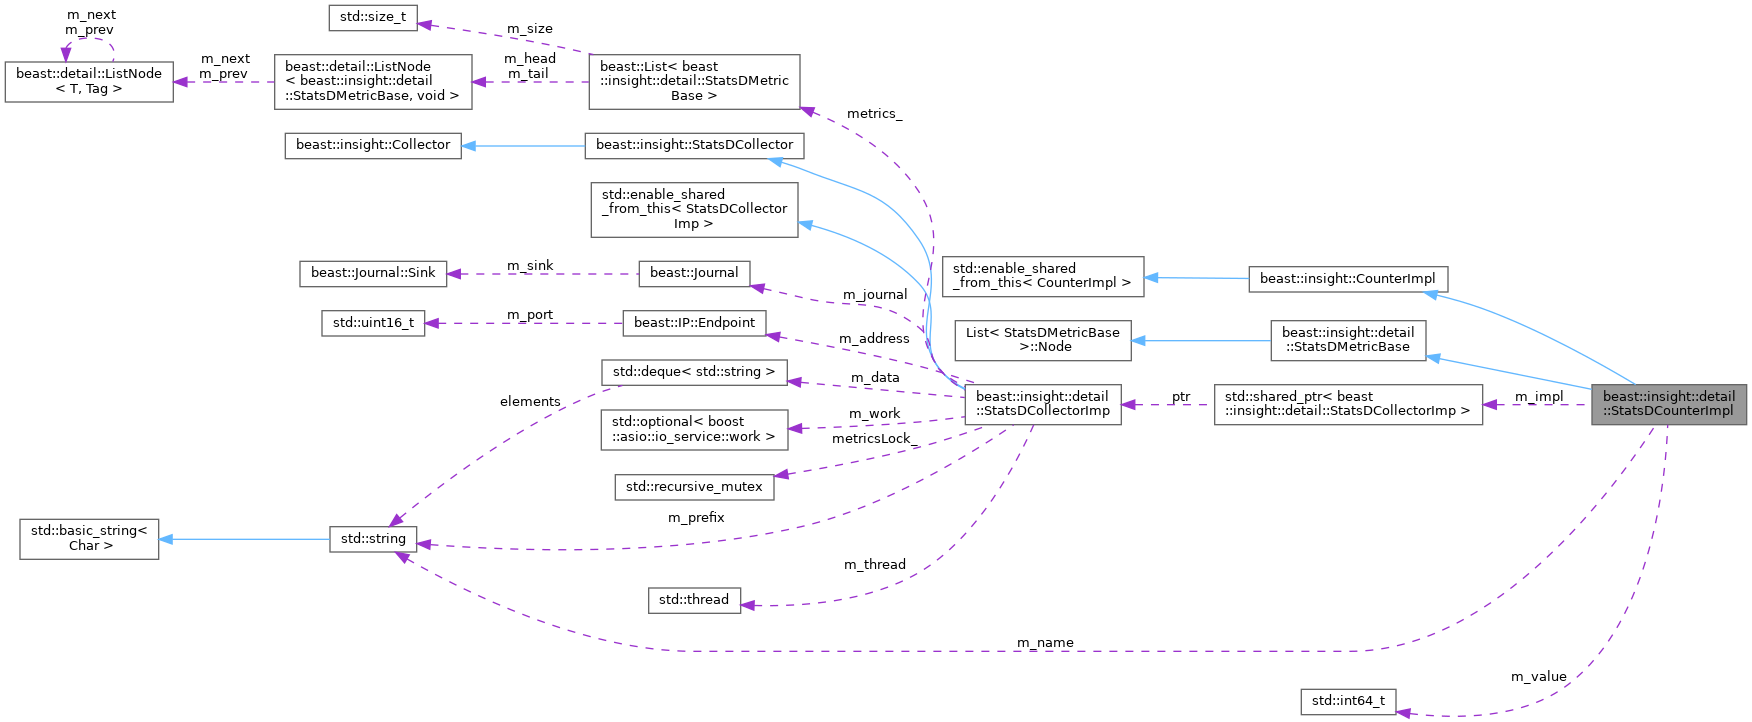 m_next
m_prev
beast::detail::ListNode
< T, Tag >
m_next
m_prev
beast::detail::ListNode
< beast::insight::detail
::StatsDMetricBase, void >
std::size_t
m_size
m_head
m_tail
beast::List< beast
::insight::detail::StatsDMetric
Base >
metrics_
beast::insight::Collector
beast::insight::StatsDCollector
std::enable_shared
_from_this< StatsDCollector
Imp >
beast::Journal::Sink
m_sink
beast::Journal
m_journal
std::uint16_t
m_port
beast::IP::Endpoint
m_address
std::deque< std::string >
m_data
elements
std::optional< boost
::asio::io_service::work >
m_work
metricsLock_
std::recursive_mutex
m_prefix
std::basic_string<
Char >
std::string
m_thread
std::thread
std::enable_shared
_from_this< CounterImpl >
beast::insight::CounterImpl
List< StatsDMetricBase
>::Node
beast::insight::detail
::StatsDMetricBase
beast::insight::detail
::StatsDCollectorImp
ptr
std::shared_ptr< beast
::insight::detail::StatsDCollectorImp >
m_impl
beast::insight::detail
::StatsDCounterImpl
m_name
m_value
std::int64_t